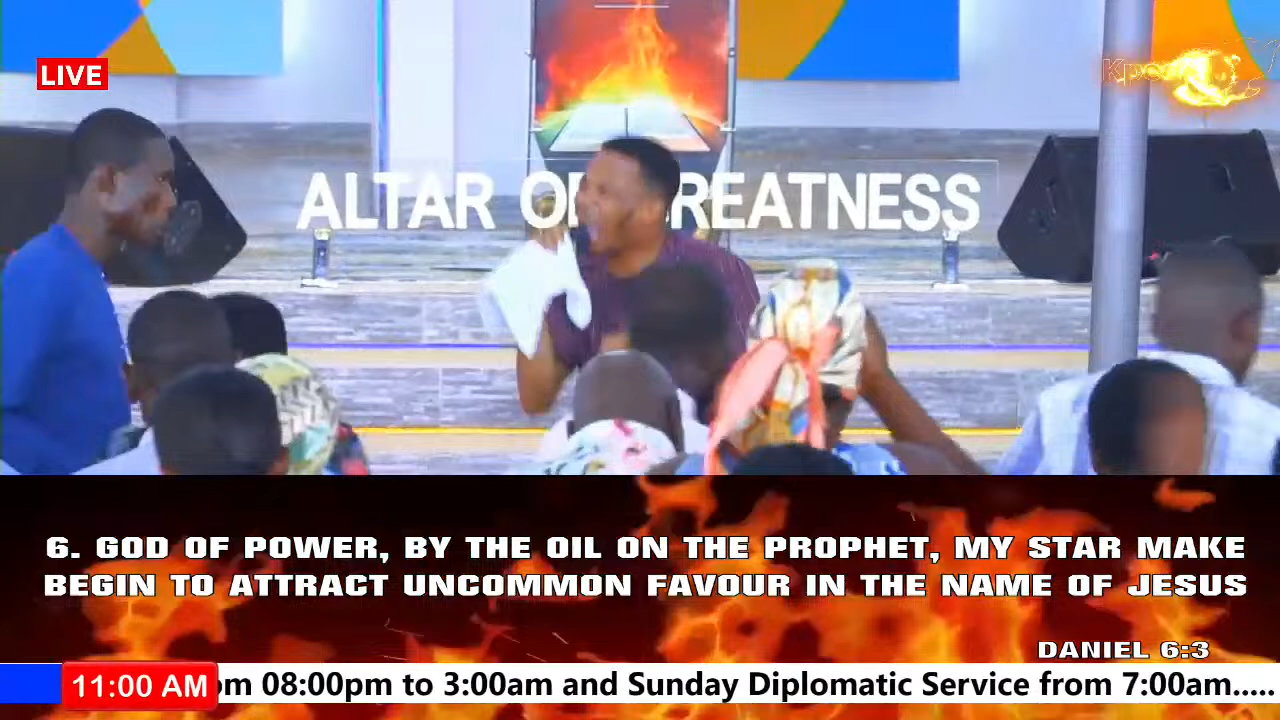 LIVE
ALTAR OF GREATNESS
6. GOD OF POWER, BY THE OIL ON THE PROPHET, MY STAR MAKE
BEGIN TO ATTRACT UNCOMMON FAVOUR IN THE NAME OF JESUS
DANIEL 6:3
11:00 AM
om 08:00pm to 3:00am and Sunday Diplomatic Service from 7:00am.....